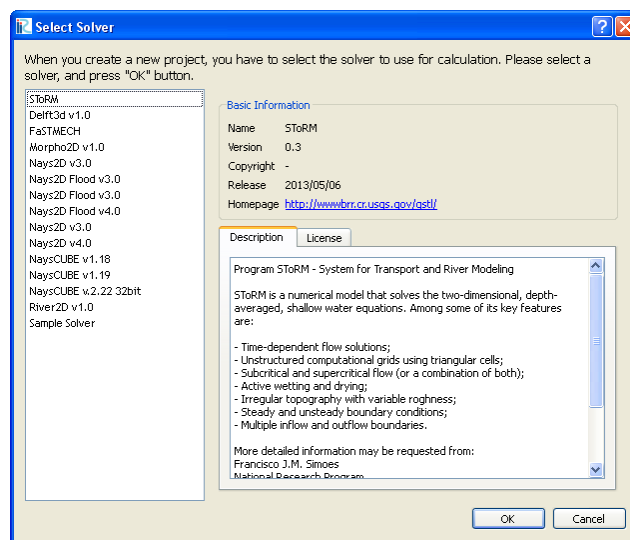 Select Solver
When you create a new project, you have to select the solver to use for calculation. Please select a
solver, and press "OK" button.
SToRM
Delft3d v1.0
FaSTMECH
Morpho2D v1.0
Nays2D v3.0
Nays2D Flood v3.0
Nays2D Flood v3.0
Nays2D Flood v4.0
Nays2D v3.0
Nays2D v4.0
NaysCUBE v1.18
NaysCUBE v1.19
NaysCUBE v.2.22 32bit
River2D v1.0
Sample Solver
Basic Information
Name SToRM
Version 0.3
Copyright -
Release 2013/05/06
Homepage http://wwwbrr.cr.usgs.gov/gstl/
Description License
Program SToRM - System for Transport and River Modeling
SToRM is a numerical model that solves the two-dimensional, depth-
averaged, shallow water equations. Among some of its key features
are:
- Time-dependent flow solutions;
- Unstructured computational grids using triangular cells;
- Subcritical and supercritical flow (or a combination of both);
- Active wetting and drying;
- Irregular topography with variable roghness;
- Steady and unsteady boundary conditions;
- Multiple inflow and outflow boundaries.
More detailed information may be requested from:
Francisco J.M. Simoes
National Research Program
OK Cancel